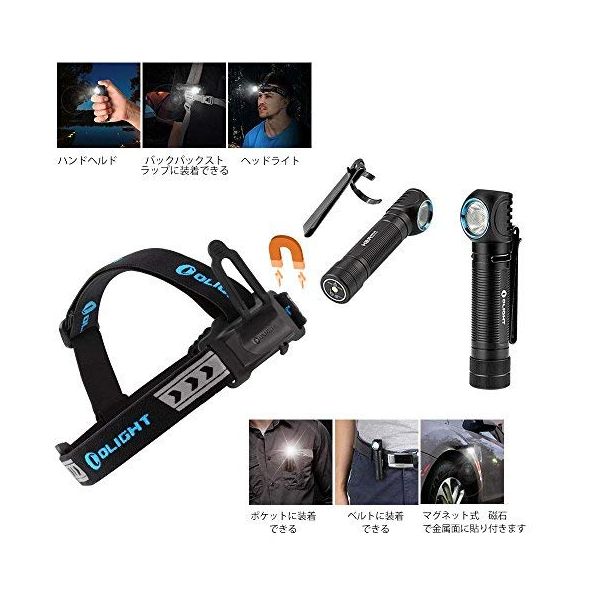 ハンドヘルド
バックパックスト
ラップに装着できる
ヘッドライト
OLIGHT
OLIGHT
OLIGHT
ポケットに装着
できる
ベルトに装着
できる
マグネット式 磁石
で金属面に貼り付きます